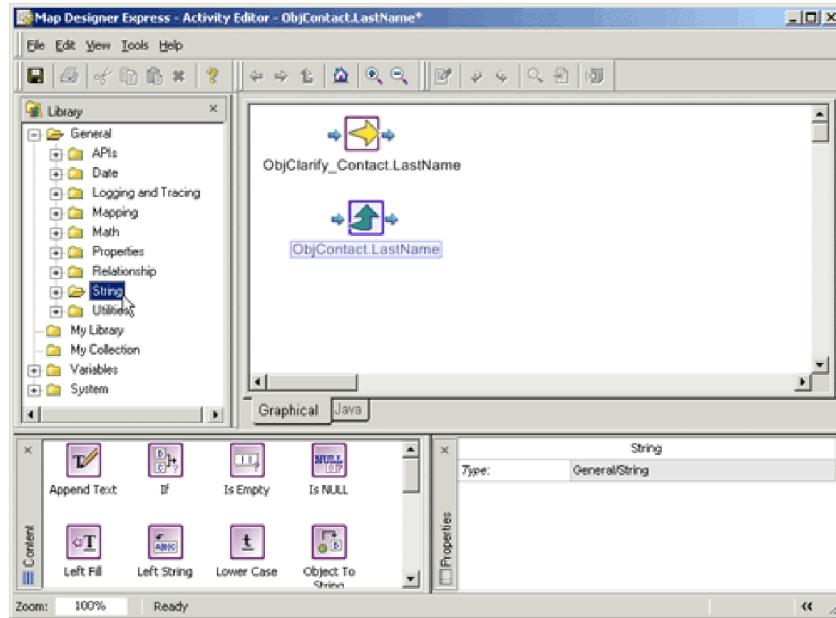 Map Designer Express - Activity Editor - ObjContact.LastName*
File Edit View Tools Help
Library
General
APIs
Date
Logging and Tracing
Mapping
Math
Properties
Relationship
String
Utilities
My Library
My Collection
Variables
System
ObjClarify_Contact.LastName
ObjContact.LastName
Graphical Java
Content
Append Text If Is Empty Is NULL
Left Fill Left String Lower Case Object To
String
Properties
String
Type: General/String
Zoom: 100% Ready